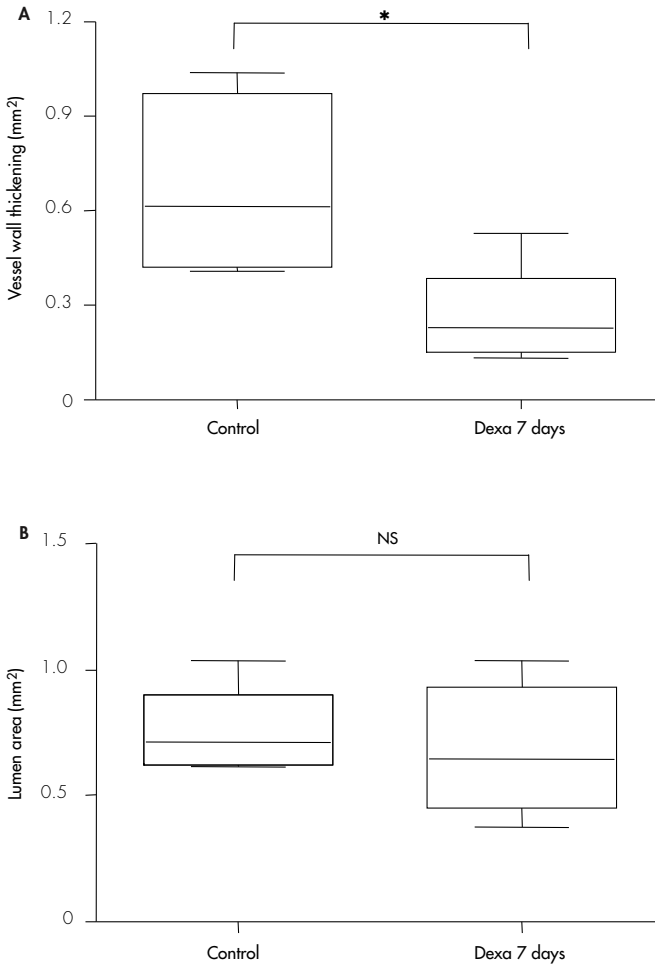 A
1.2
*
0.9
0.6
0.3
0
Vessel wall thickening (mm²)
Control
Dexa 7 days
B
1.5
NS
1.0
0.5
0
Lumen area (mm²)
Control
Dexa 7 days